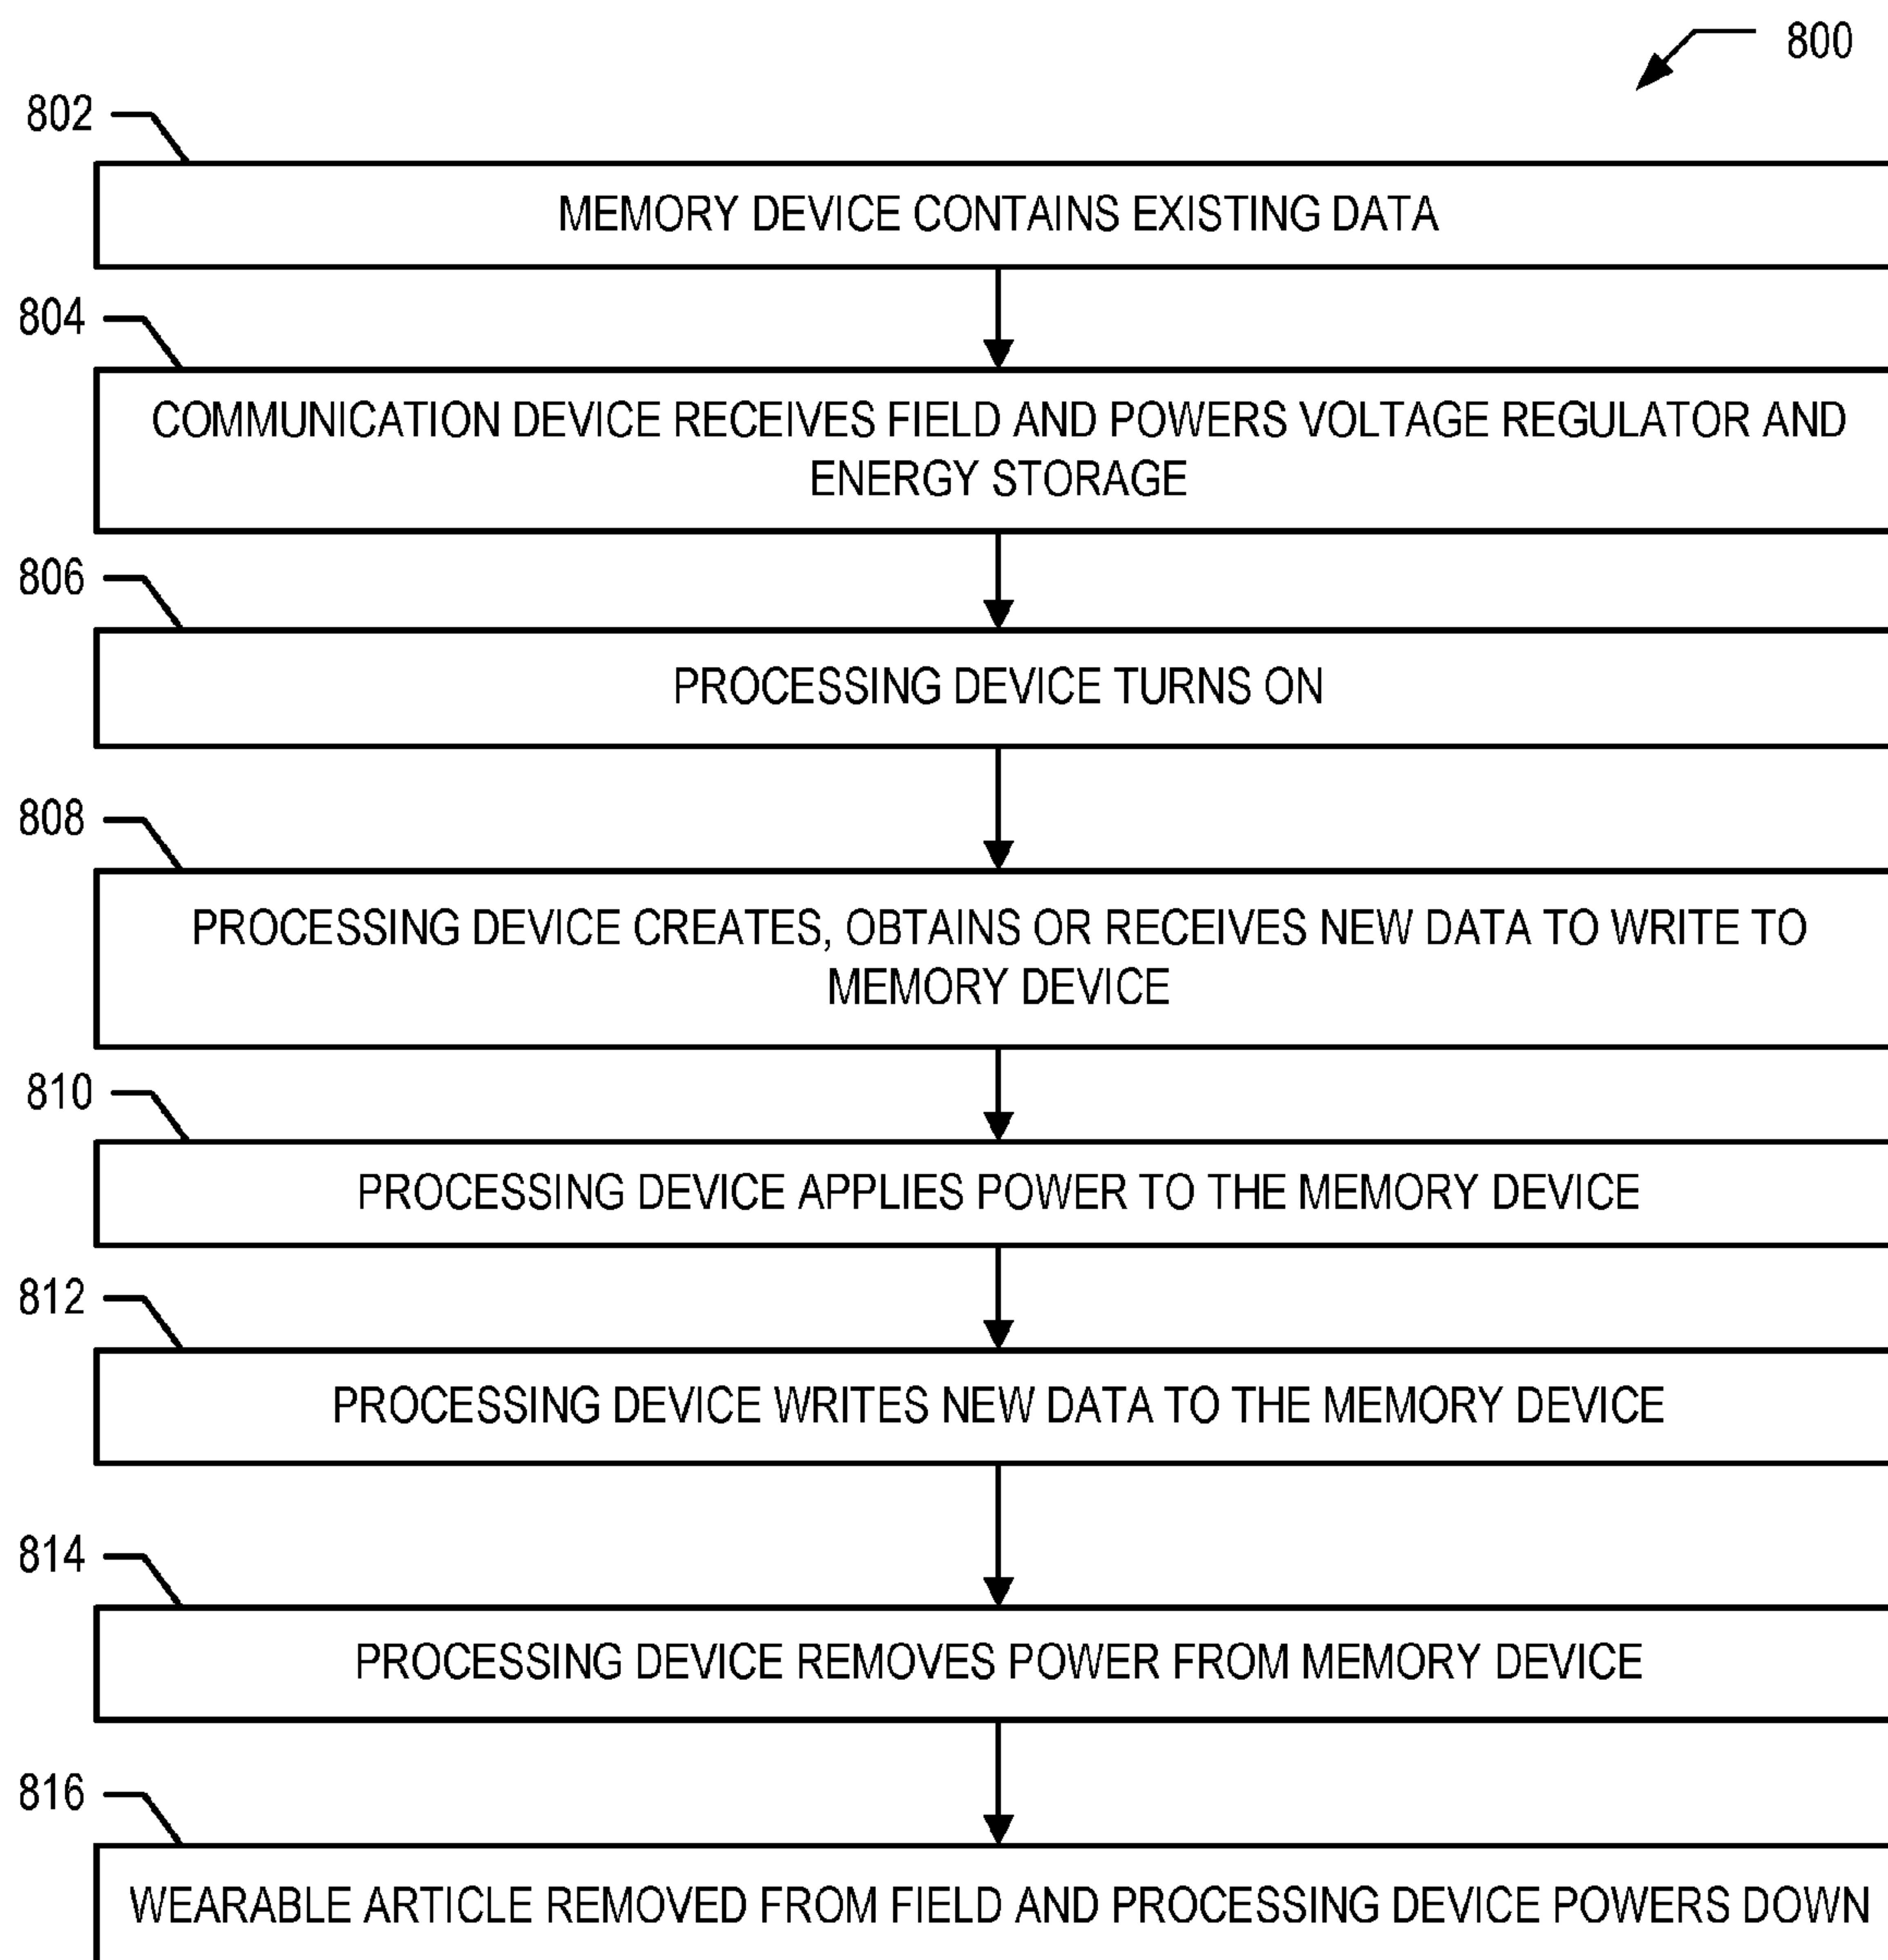 800
802
MEMORY DEVICE CONTAINS EXISTING DATA
804
COMMUNICATION DEVICE RECEIVES FIELD AND POWERS VOLTAGE REGULATOR AND
ENERGY STORAGE
806
PROCESSING DEVICE TURNS ON
808
PROCESSING DEVICE CREATES, OBTAINS OR RECEIVES NEW DATA TO WRITE TO
MEMORY DEVICE
810
PROCESSING DEVICE APPLIES POWER TO THE MEMORY DEVICE
812
PROCESSING DEVICE WRITES NEW DATA TO THE MEMORY DEVICE
814
PROCESSING DEVICE REMOVES POWER FROM MEMORY DEVICE
816
WEARABLE ARTICLE REMOVED FROM FIELD AND PROCESSING DEVICE POWERS DOWN